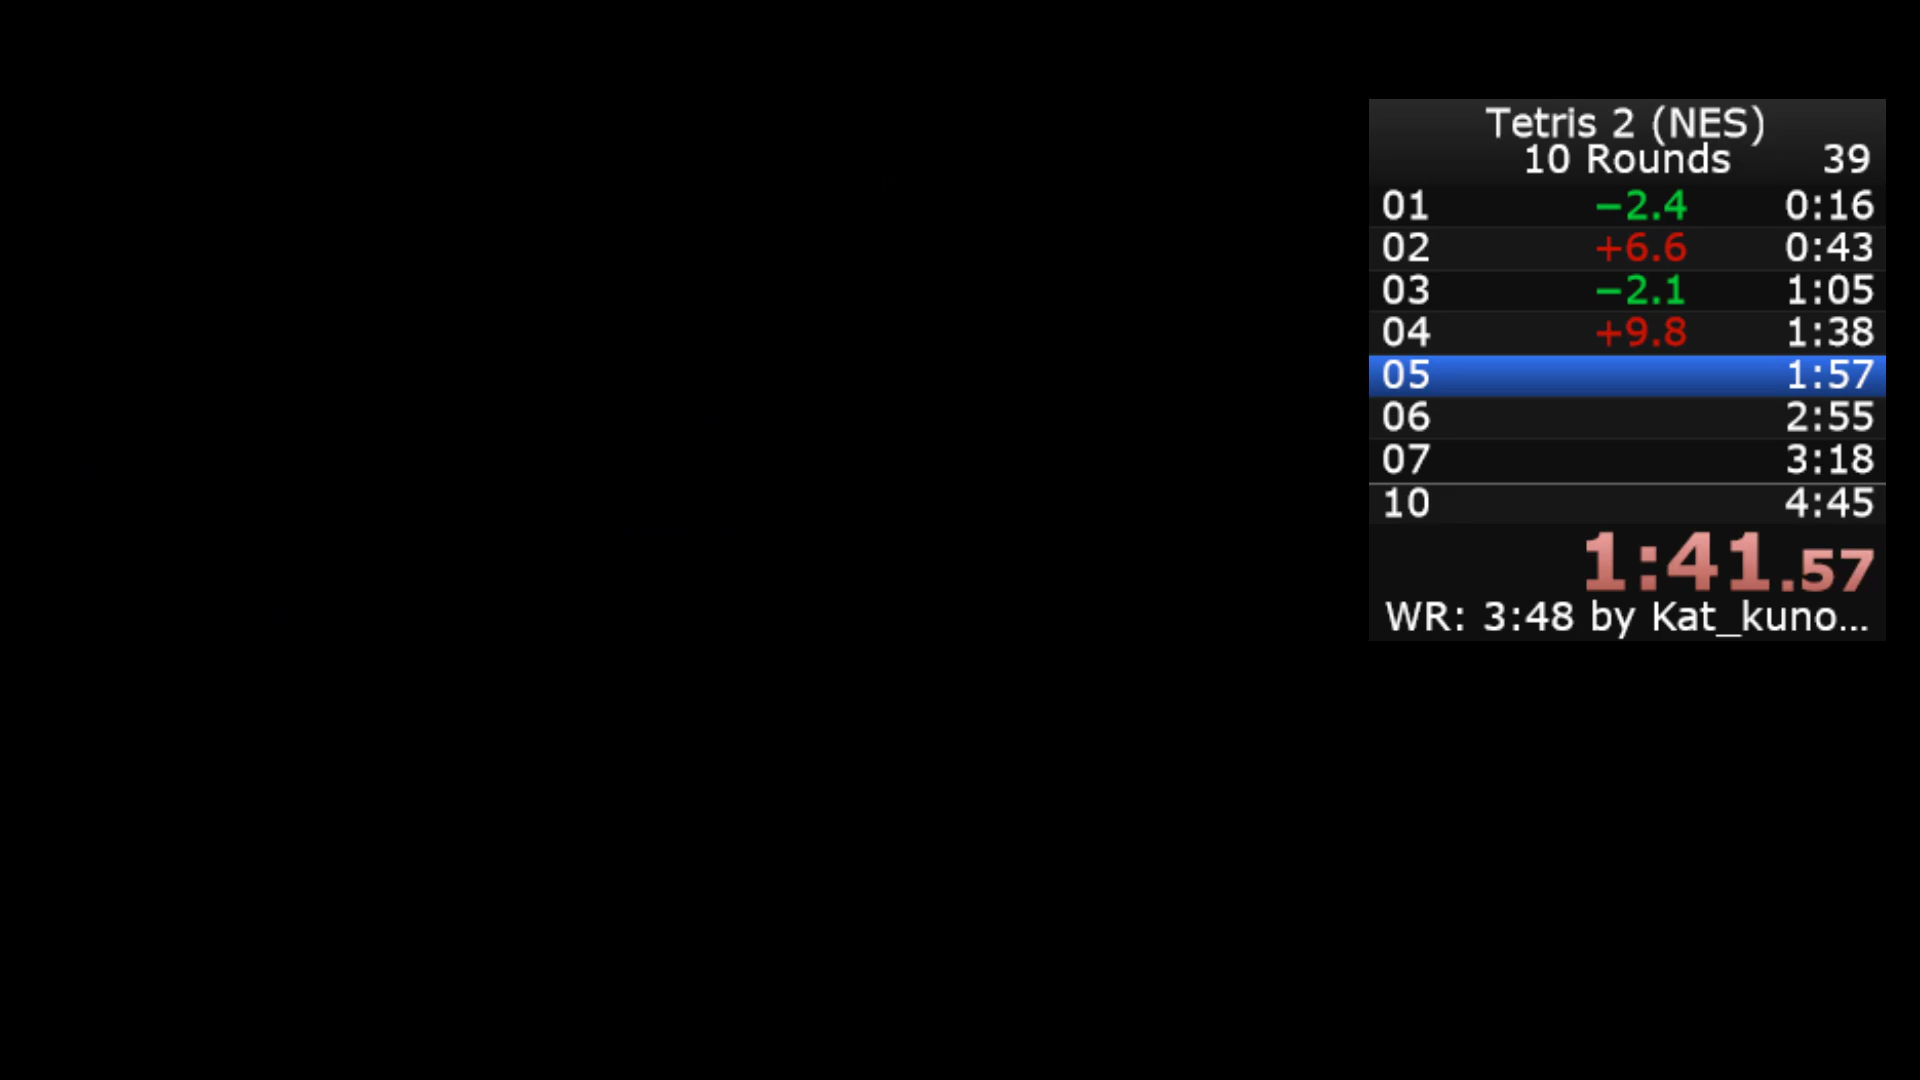 Tetris 2 (NES)
10 Rounds 39
01 −2.4 0:16
02 +6.6 0:43
03 −2.1 1:05
04 +9.8 1:38
05 1:57
06 2:55
07 3:18
10 4:45
1:41.57
WR: 3:48 by Kat_kuno...